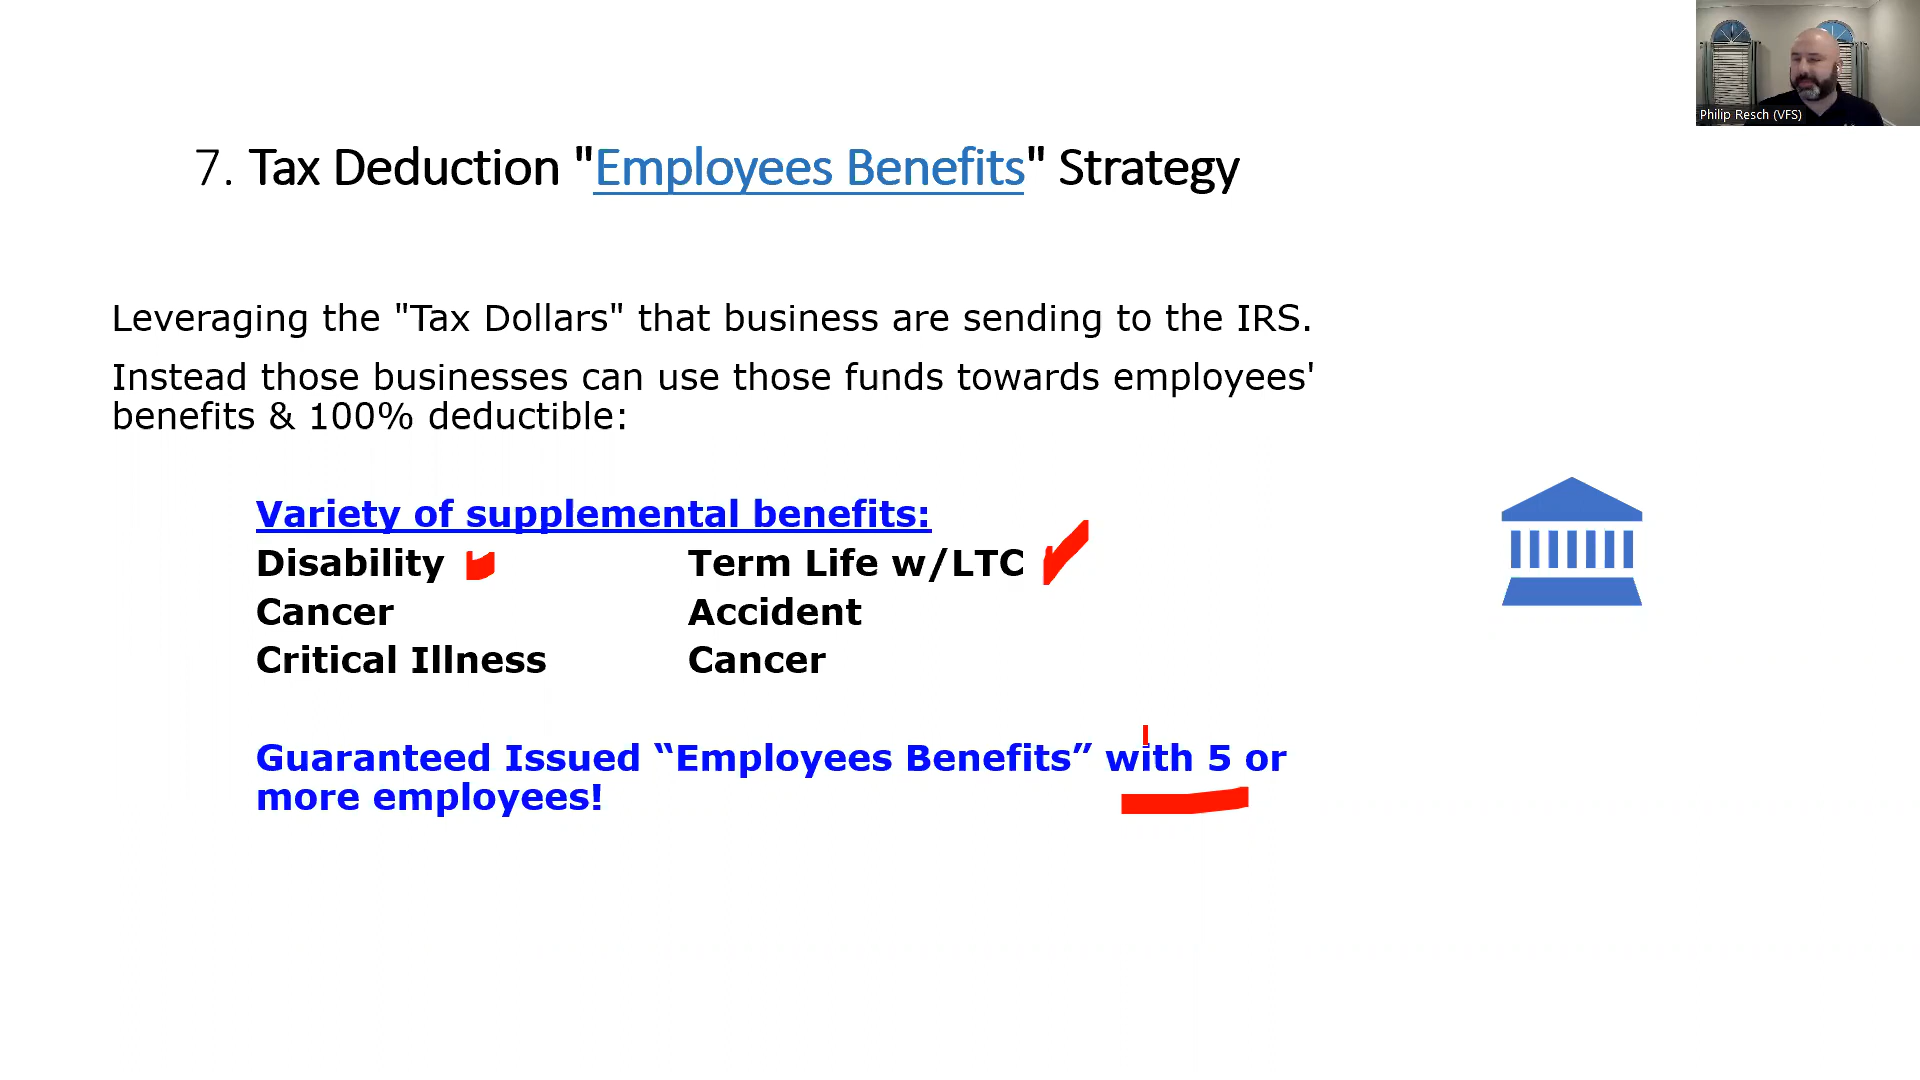 Philip Resch (VFS)
7. Tax Deduction "Employees Benefits" Strategy
Leveraging the "Tax Dollars" that business are sending to the IRS.
Instead those businesses can use those funds towards employees'
benefits & 100% deductible:
Variety of supplemental benefits:
Disability Term Life w/LTC
Cancer Accident
Critical Illness Cancer
Guaranteed Issued “Employees Benefits” with 5 or
more employees!